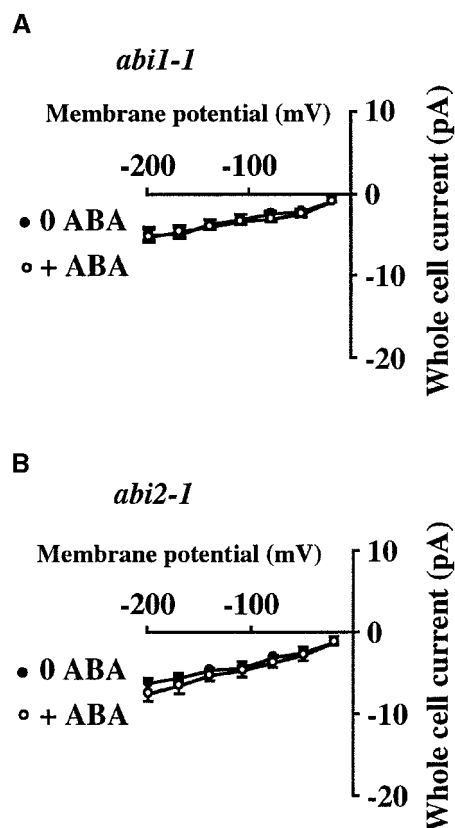 A
abi1-1
Membrane potential (mV)
10
-200
-100
0
● 0 ABA
○ + ABA
-10
-20
Whole cell current (pA)
B
abi2-1
Membrane potential (mV)
10
-200
-100
0
● 0 ABA
○ + ABA
-10
-20
Whole cell current (pA)